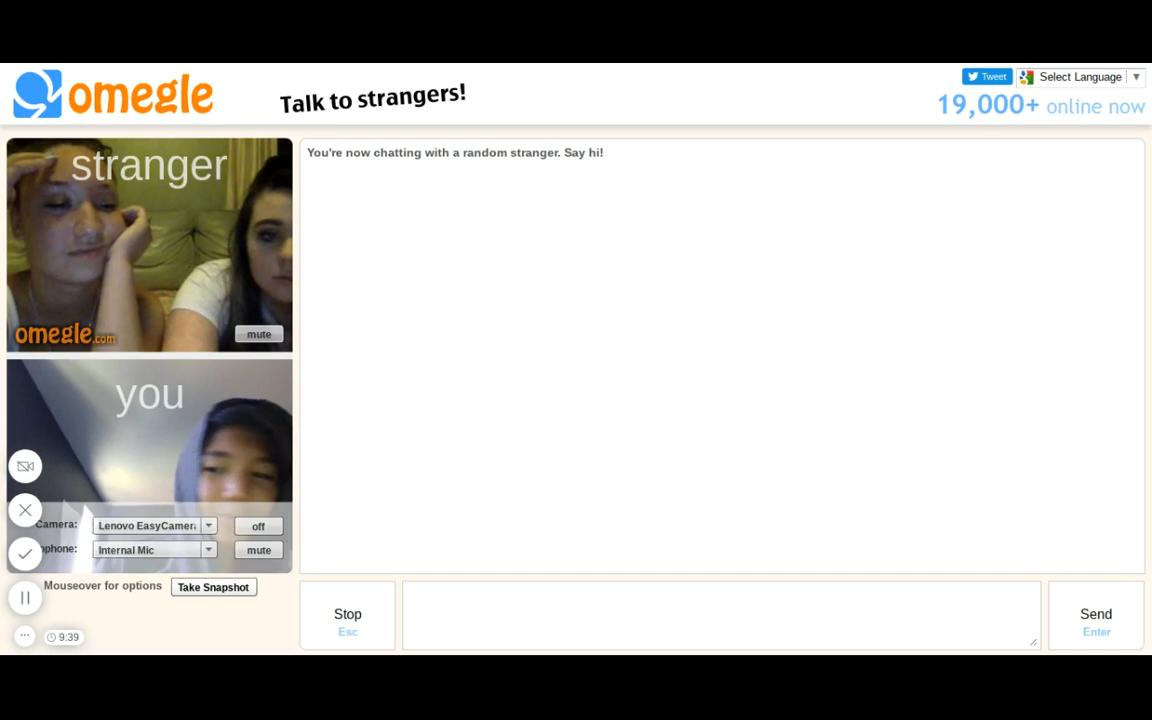 omegle
Talk to strangers!
Tweet
Select Language ▼
19,000+ online now
stranger
omegle.com
mute
You're now chatting with a random stranger. Say hi!
you
Camera:
Lenovo EasyCamera
off
phone:
Internal Mic
mute
Mouseover for options
Take Snapshot
9:39
Stop
Esc
Send
Enter